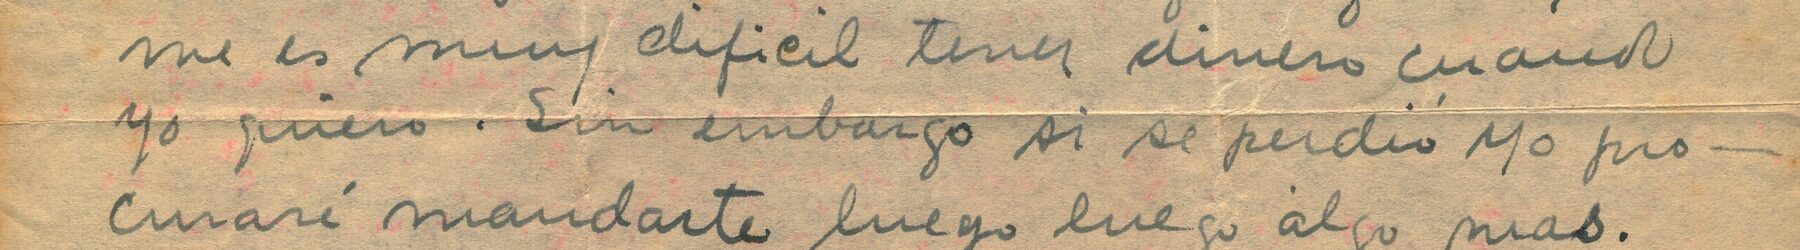 me es muy dificil tener dinero cuando
yo quiero. Sin embargo si se perdió yo pro-
curaré mandarte luego luego algo mas.